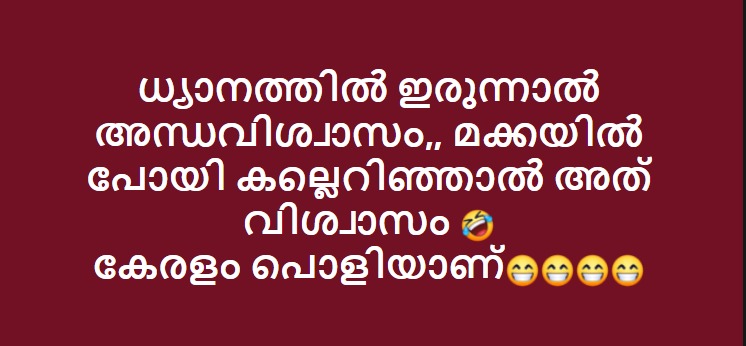 ധ്യാനത്തിൽ ഇരുന്നാൽ
അന്ധവിശ്വാസം,, മക്കയിൽ
പോയി കല്ലെറിഞ്ഞാൽ അത്
വിശ്വാസം 🤣
കേരളം പൊളിയാണ്😁😁😁😁